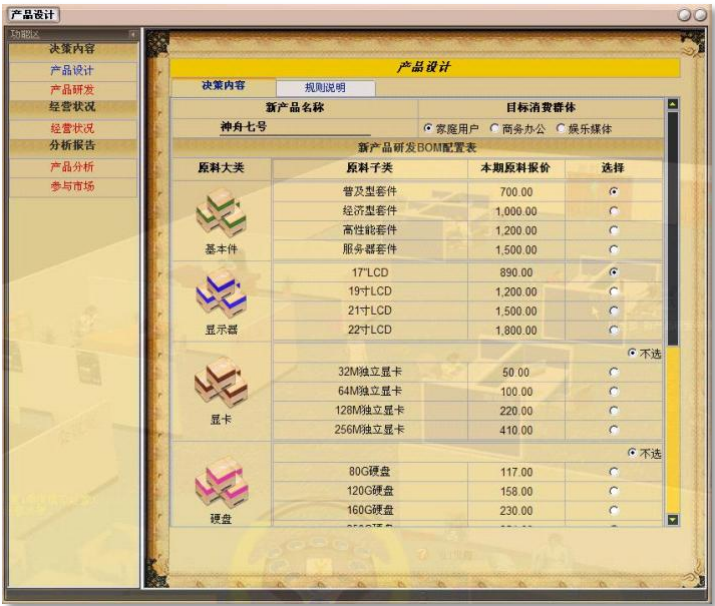 产品设计
功能区
决策内容
产品设计
产品研发
经营状况
经营状况
分析报告
产品分析
参与市场
产品设计
决策内容 规则说明
新产品名称 目标消费群体
神舟七号 家庭用户 商务办公 娱乐媒体
新产品研发BOM配置表
原料大类 原料子类 本期原料报价 选择
普及型套件 700.00
经济型套件 1,000.00
高性能套件 1,200.00
基本件 服务器套件 1,500.00
17"LCD 890.00
19寸LCD 1,200.00
21寸LCD 1,500.00
显示器 22寸LCD 1,800.00
不选
32M独立显卡 50.00
64M独立显卡 100.00
128M独立显卡 220.00
显卡 256M独立显卡 410.00
不选
80G硬盘 117.00
120G硬盘 158.00
硬盘 160G硬盘 230.00